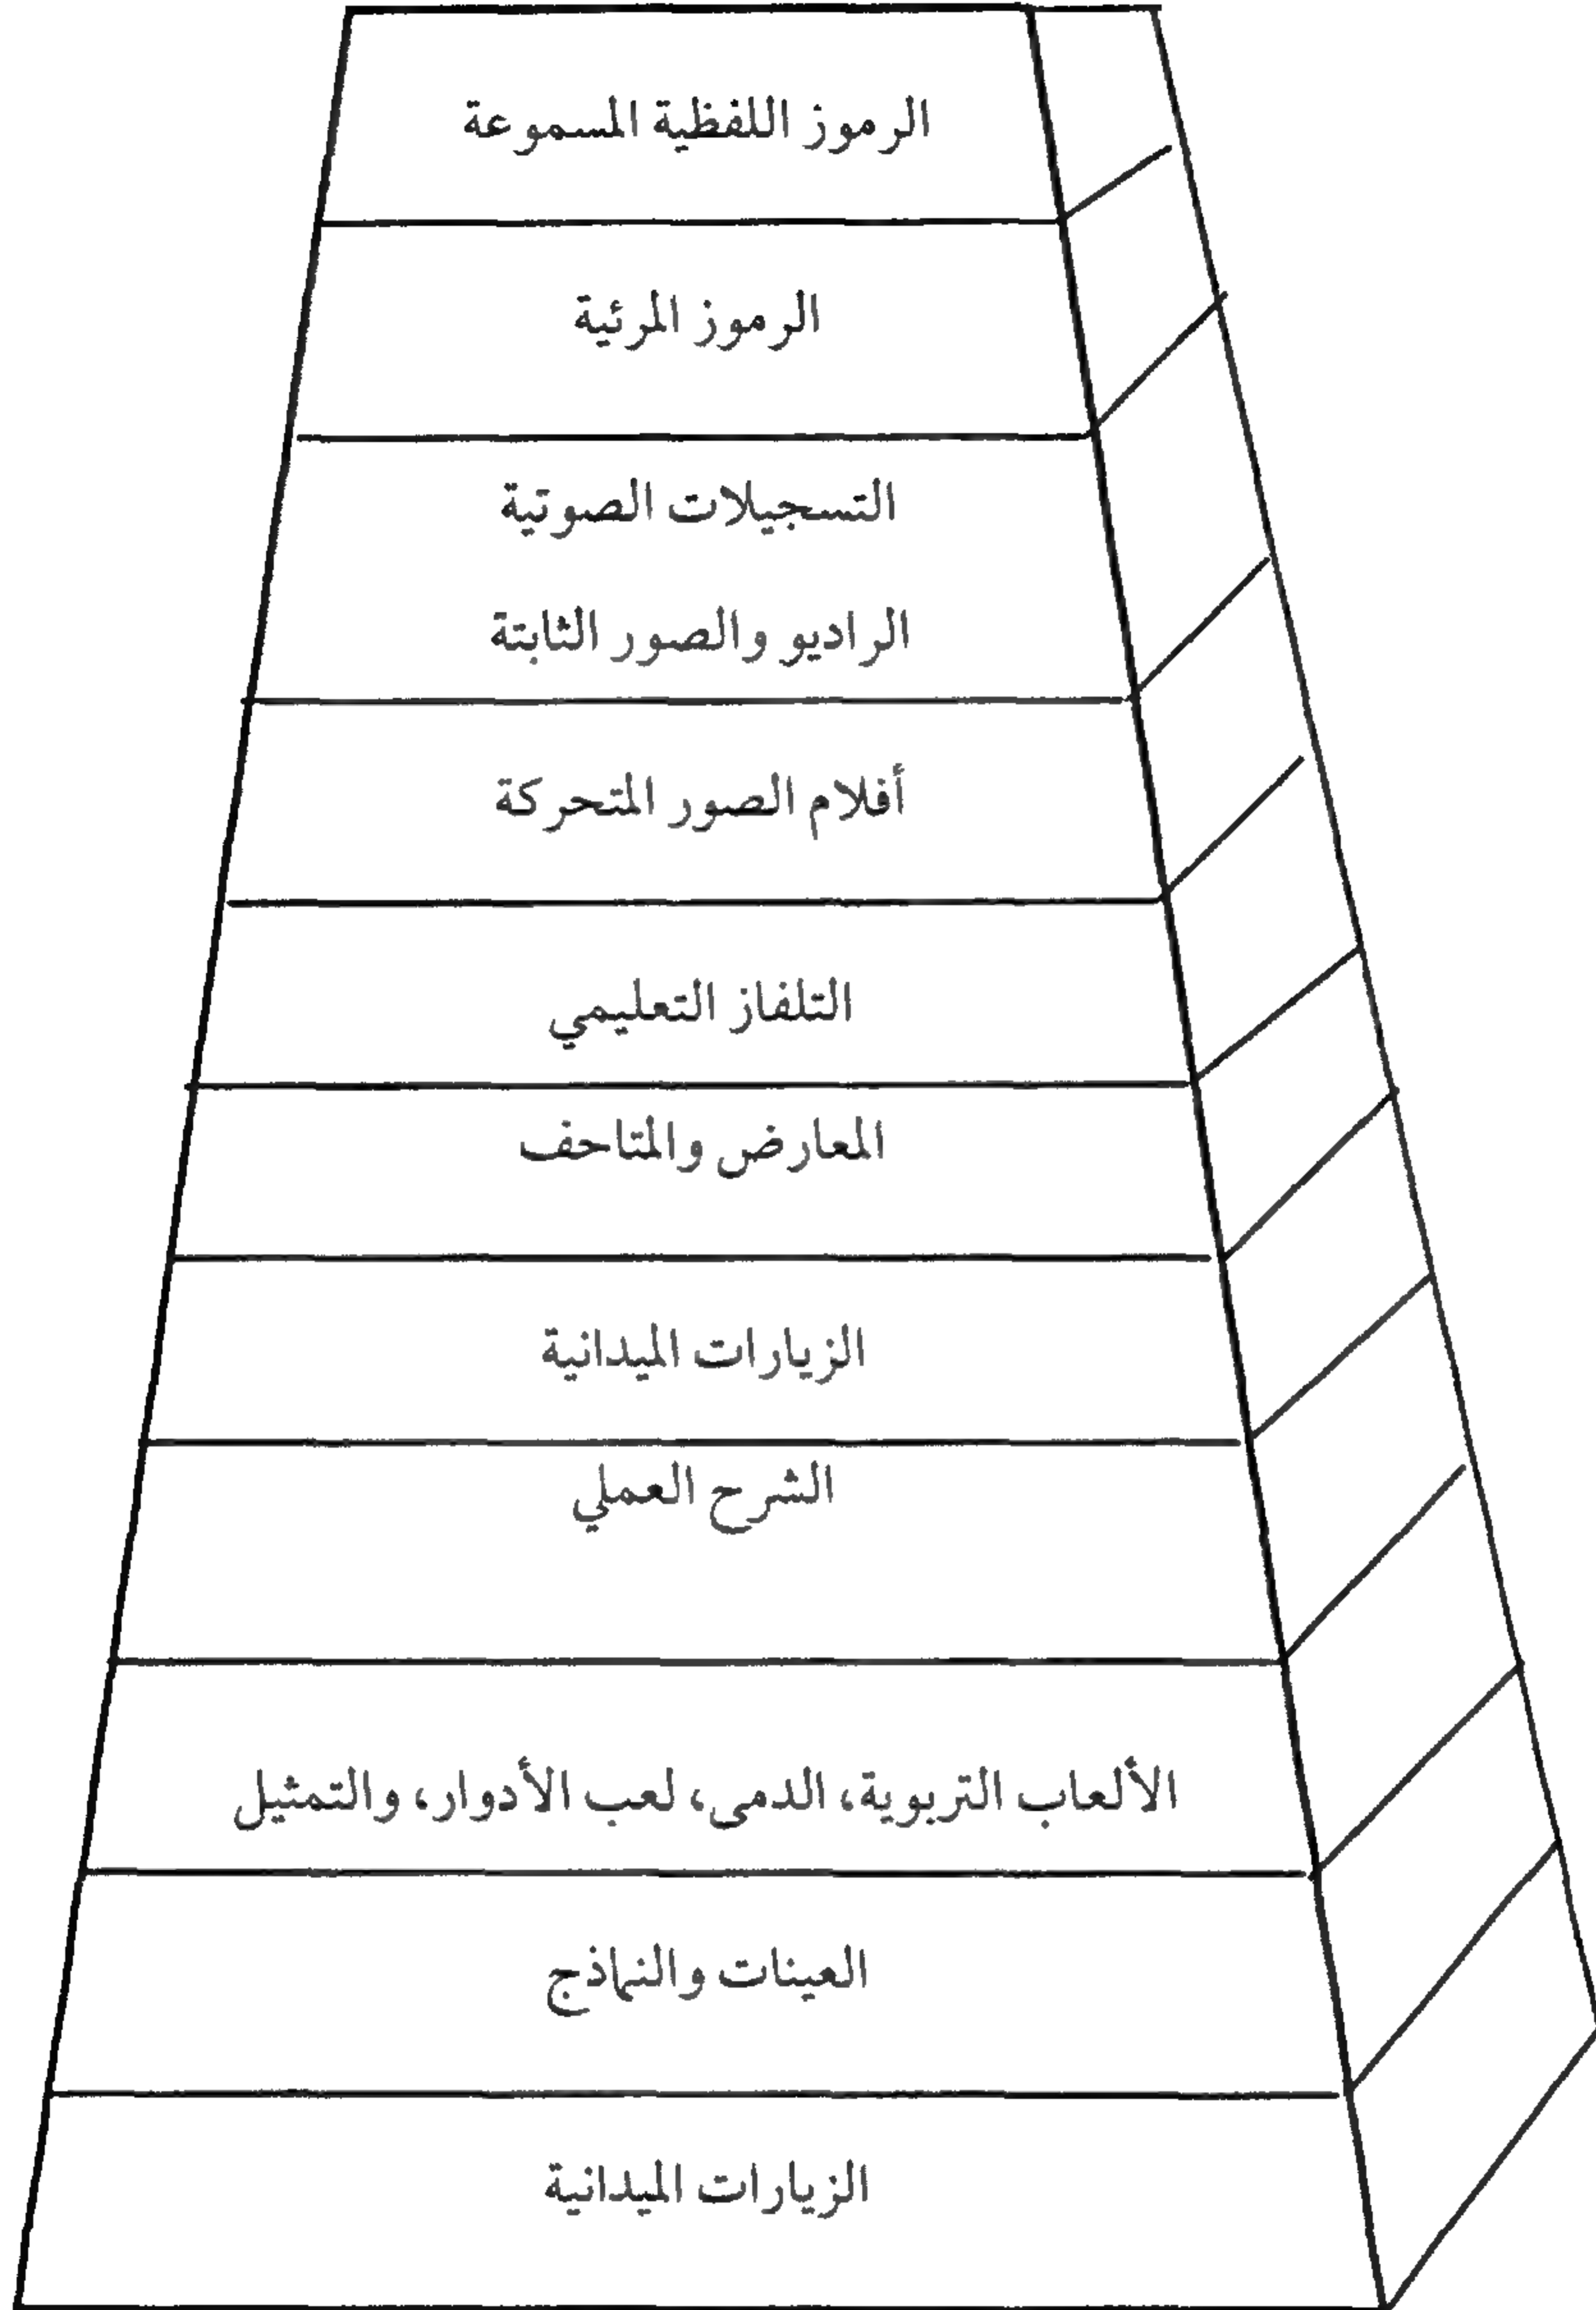 الرموز اللفظية المسموعة
الرموز المرئية
التسجيلات الصوتية
الراديو والصور الثابتة
أفلام الصور المتحركة
التلفاز التعليمي
المعارض والمتاحف
الزيارات الميدانية
الشرح العملي
الألعاب التربوية، الدمى، لعب الأدوار، والتمثيل
العينات والنماذج
الزيارات الميدانية